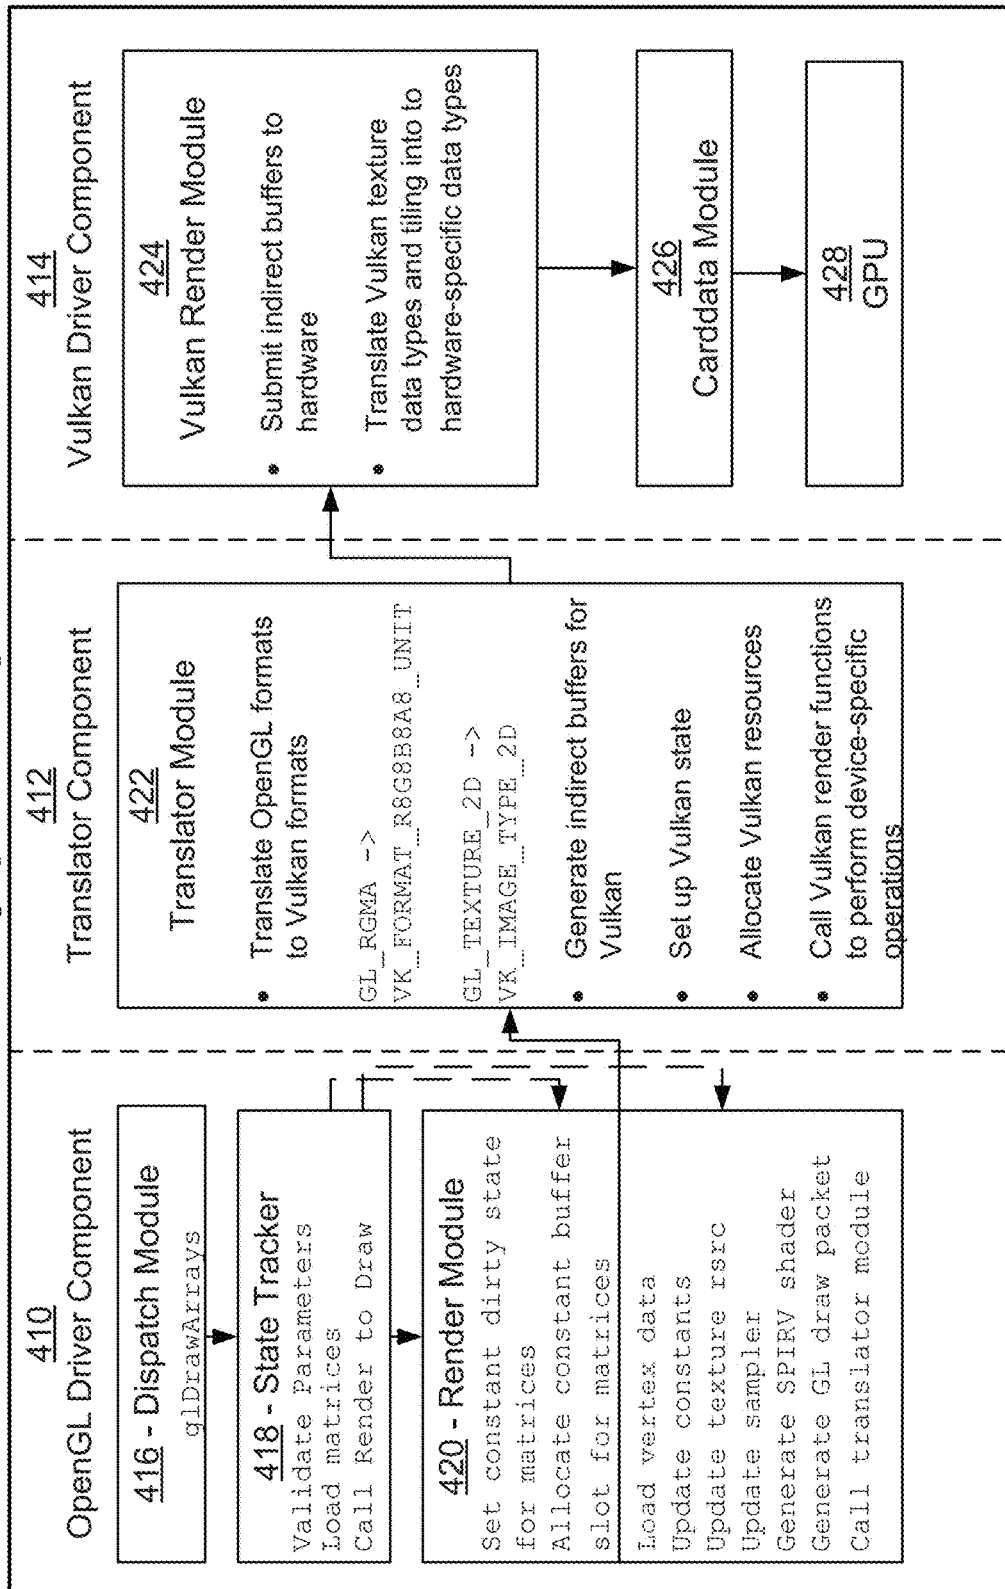 410
OpenGL Driver Component
416 - Dispatch Module
glDrawArrays
418 - State Tracker
Validate Parameters
Load matrices
Call Render to Draw
420 - Render Module
Set constant dirty state
for matrices
Allocate constant buffer
slot for matrices
Load vertex data
Update constants
Update texture rsrc
Update sampler
Generate SPIRV shader
Generate GL draw packet
Call translator module
412
Translator Component
422
Translator Module
• Translate OpenGL formats
to Vulkan formats
GL_RGMA ->
VK_FORMAT_R8G8B8A8_UNIT
GL_TEXTURE_2D ->
VK_IMAGE_TYPE_2D
• Generate indirect buffers for
Vulkan
• Set up Vulkan state
• Allocate Vulkan resources
• Call Vulkan render functions
to perform device-specific
operations
414
Vulkan Driver Component
424
Vulkan Render Module
• Submit indirect buffers to
hardware
• Translate Vulkan texture
data types and tiling into to
hardware-specific data types
426
Carddata Module
428
GPU